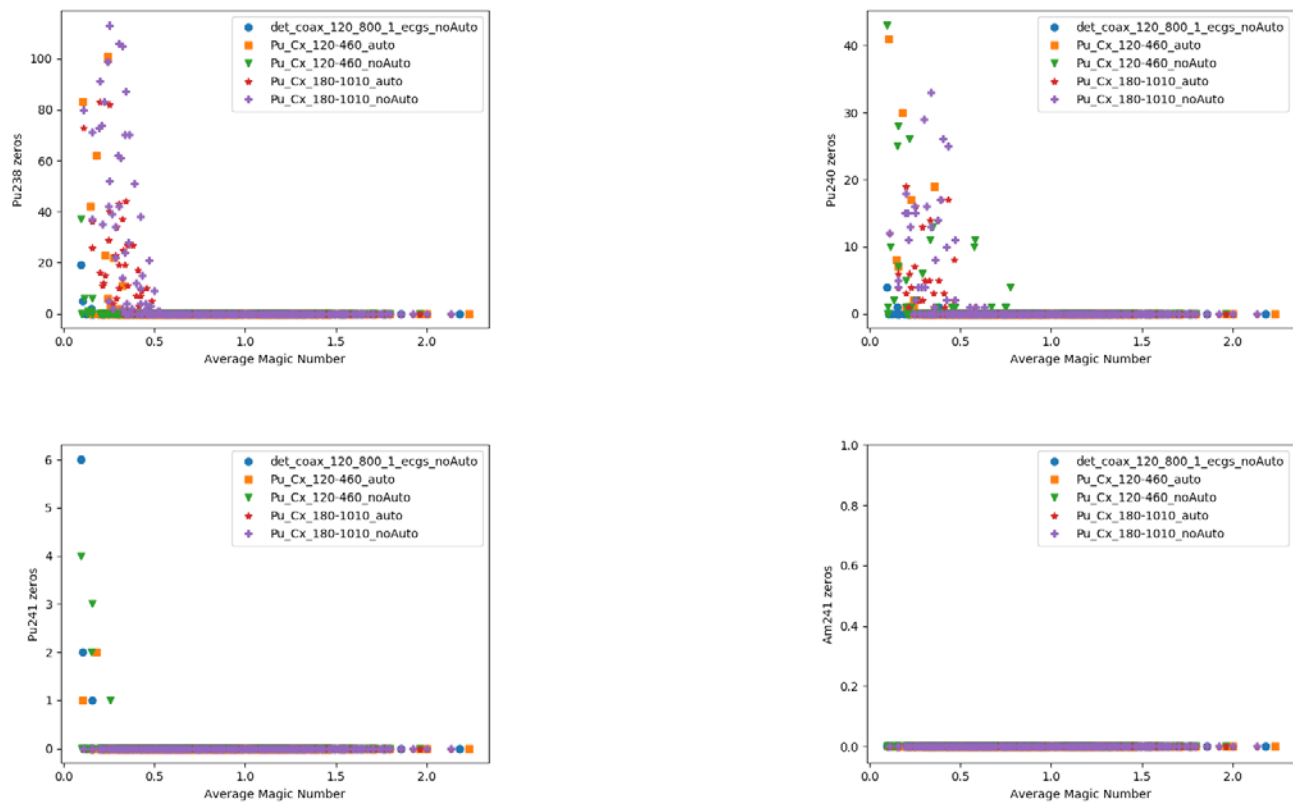 det_coax_120_800_1_ecgs_noAuto
Pu_Cx_120-460_auto
Pu_Cx_120-460_noAuto
Pu_Cx_180-1010_auto
Pu_Cx_180-1010_noAuto
100
80
60
40
20
0
Pu238 zeros
0.0 0.5 1.0 1.5 2.0
Average Magic Number
det_coax_120_800_1_ecgs_noAuto
Pu_Cx_120-460_auto
Pu_Cx_120-460_noAuto
Pu_Cx_180-1010_auto
Pu_Cx_180-1010_noAuto
40
30
20
10
0
Pu240 zeros
0.0 0.5 1.0 1.5 2.0
Average Magic Number
det_coax_120_800_1_ecgs_noAuto
Pu_Cx_120-460_auto
Pu_Cx_120-460_noAuto
Pu_Cx_180-1010_auto
Pu_Cx_180-1010_noAuto
6
5
4
3
2
1
0
Pu241 zeros
0.0 0.5 1.0 1.5 2.0
Average Magic Number
det_coax_120_800_1_ecgs_noAuto
Pu_Cx_120-460_auto
Pu_Cx_120-460_noAuto
Pu_Cx_180-1010_auto
Pu_Cx_180-1010_noAuto
1.0
0.8
0.6
0.4
0.2
0.0
Am241 zeros
0.0 0.5 1.0 1.5 2.0
Average Magic Number